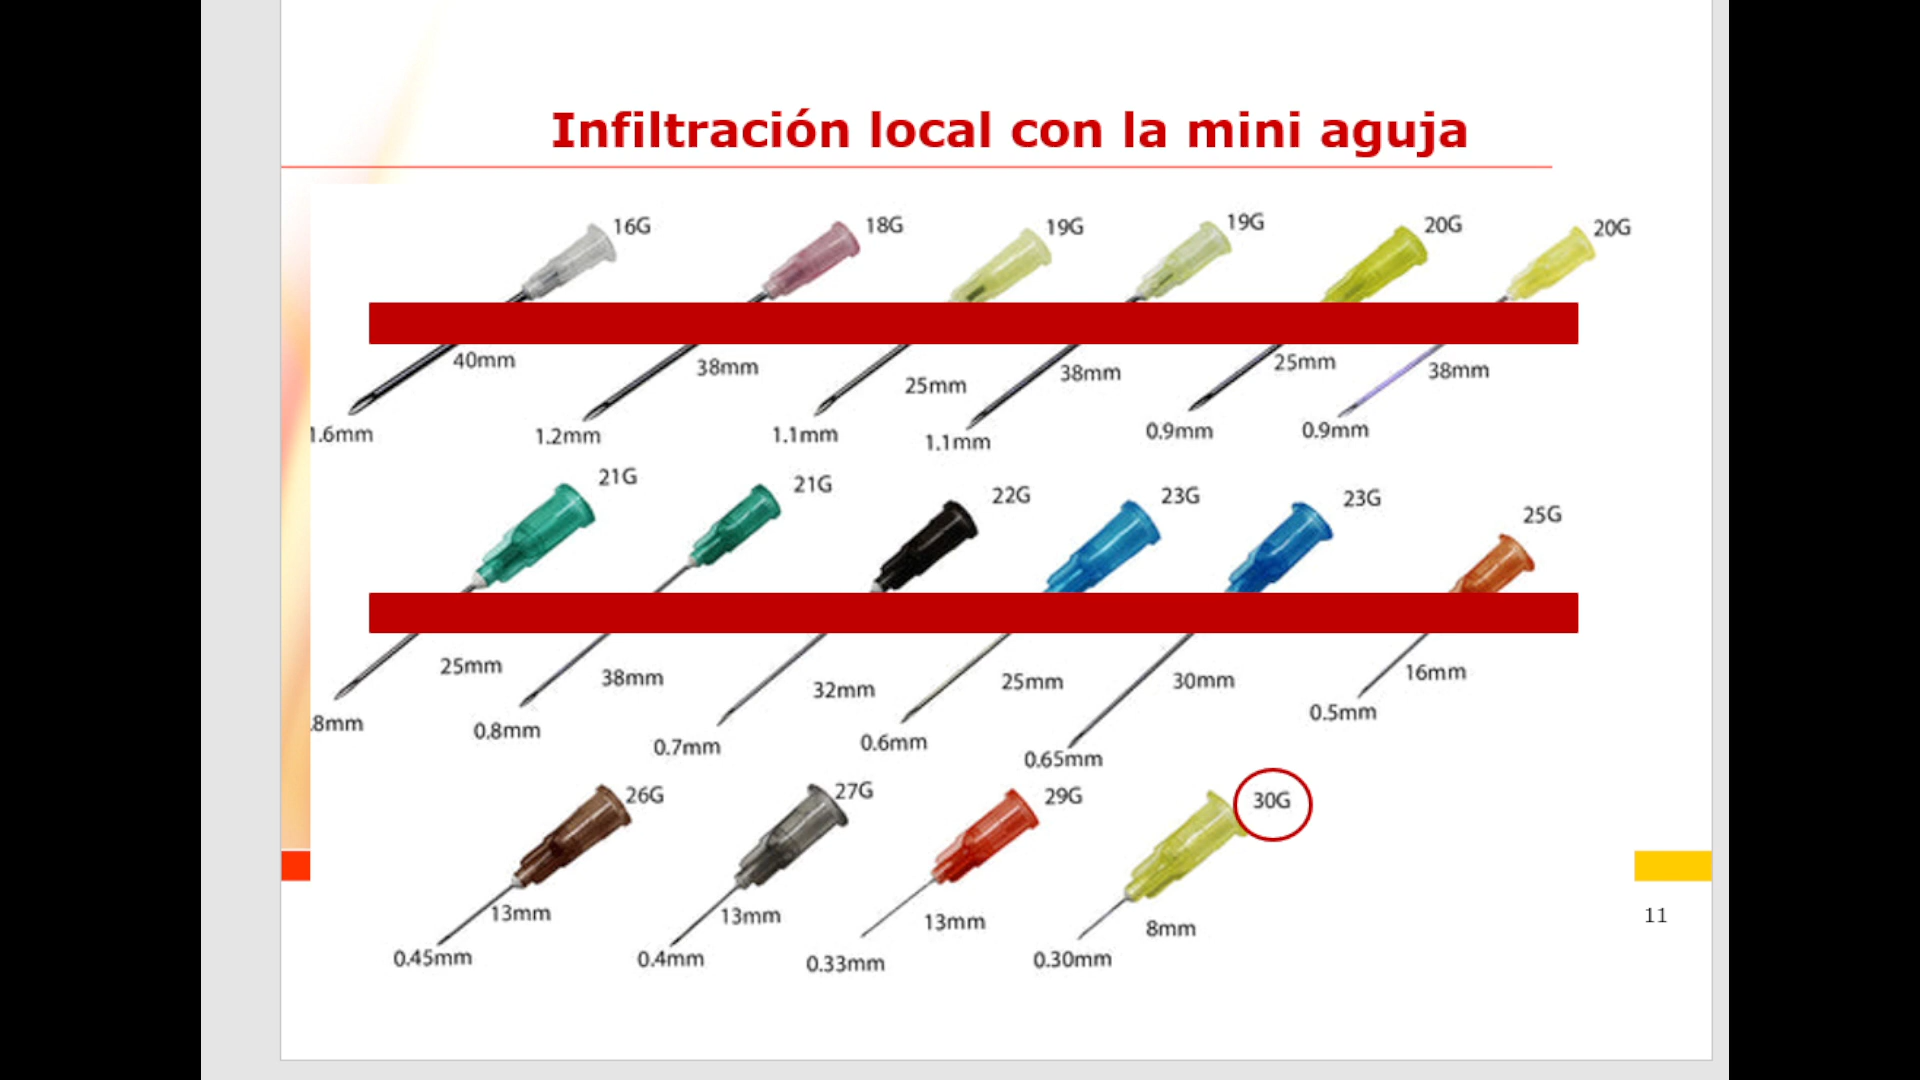 Infiltración local con la mini aguja
16G
18G
19G
19G
20G
20G
40mm
38mm
25mm
38mm
25mm
38mm
1.6mm
1.2mm
1.1mm
1.1mm
0.9mm
0.9mm
21G
21G
22G
23G
23G
25G
25mm
38mm
32mm
25mm
30mm
16mm
.8mm
0.8mm
0.7mm
0.6mm
0.65mm
0.5mm
26G
27G
29G
30G
13mm
13mm
13mm
8mm
0.45mm
0.4mm
0.33mm
0.30mm
11